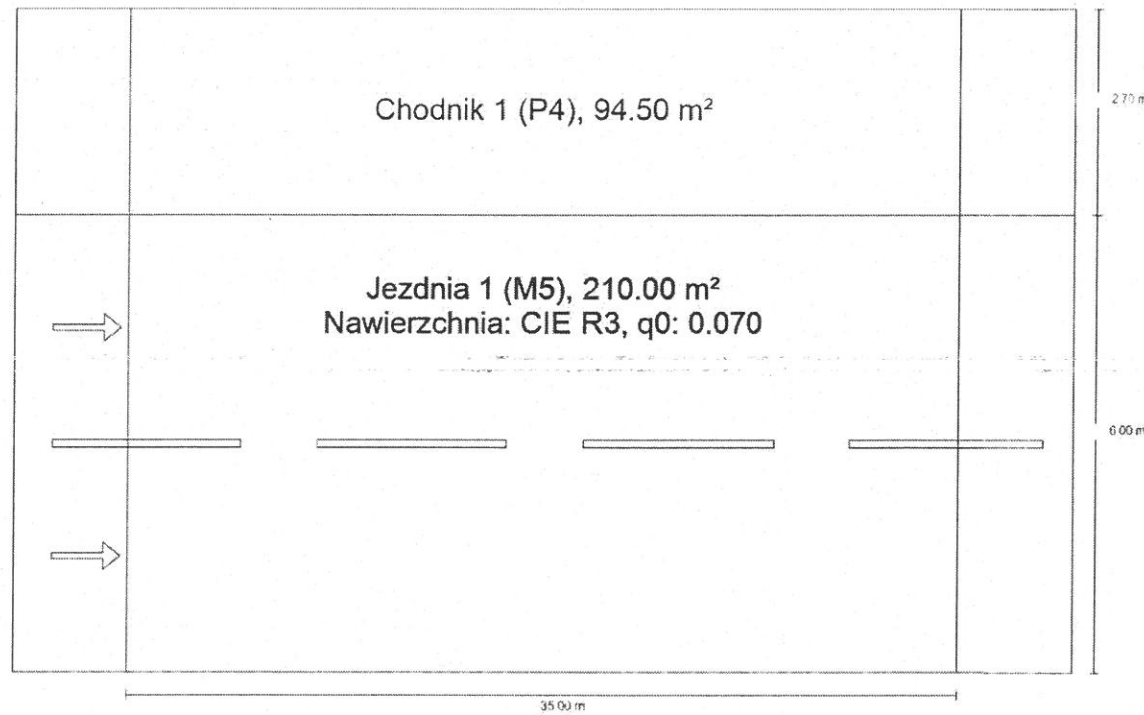 Chodnik 1 (P4), 94.50 m²
2.70 m
Jezdnia 1 (M5), 210.00 m²
Nawierzchnia: CIE R3, q0: 0.070
6.00 m
35.00 m